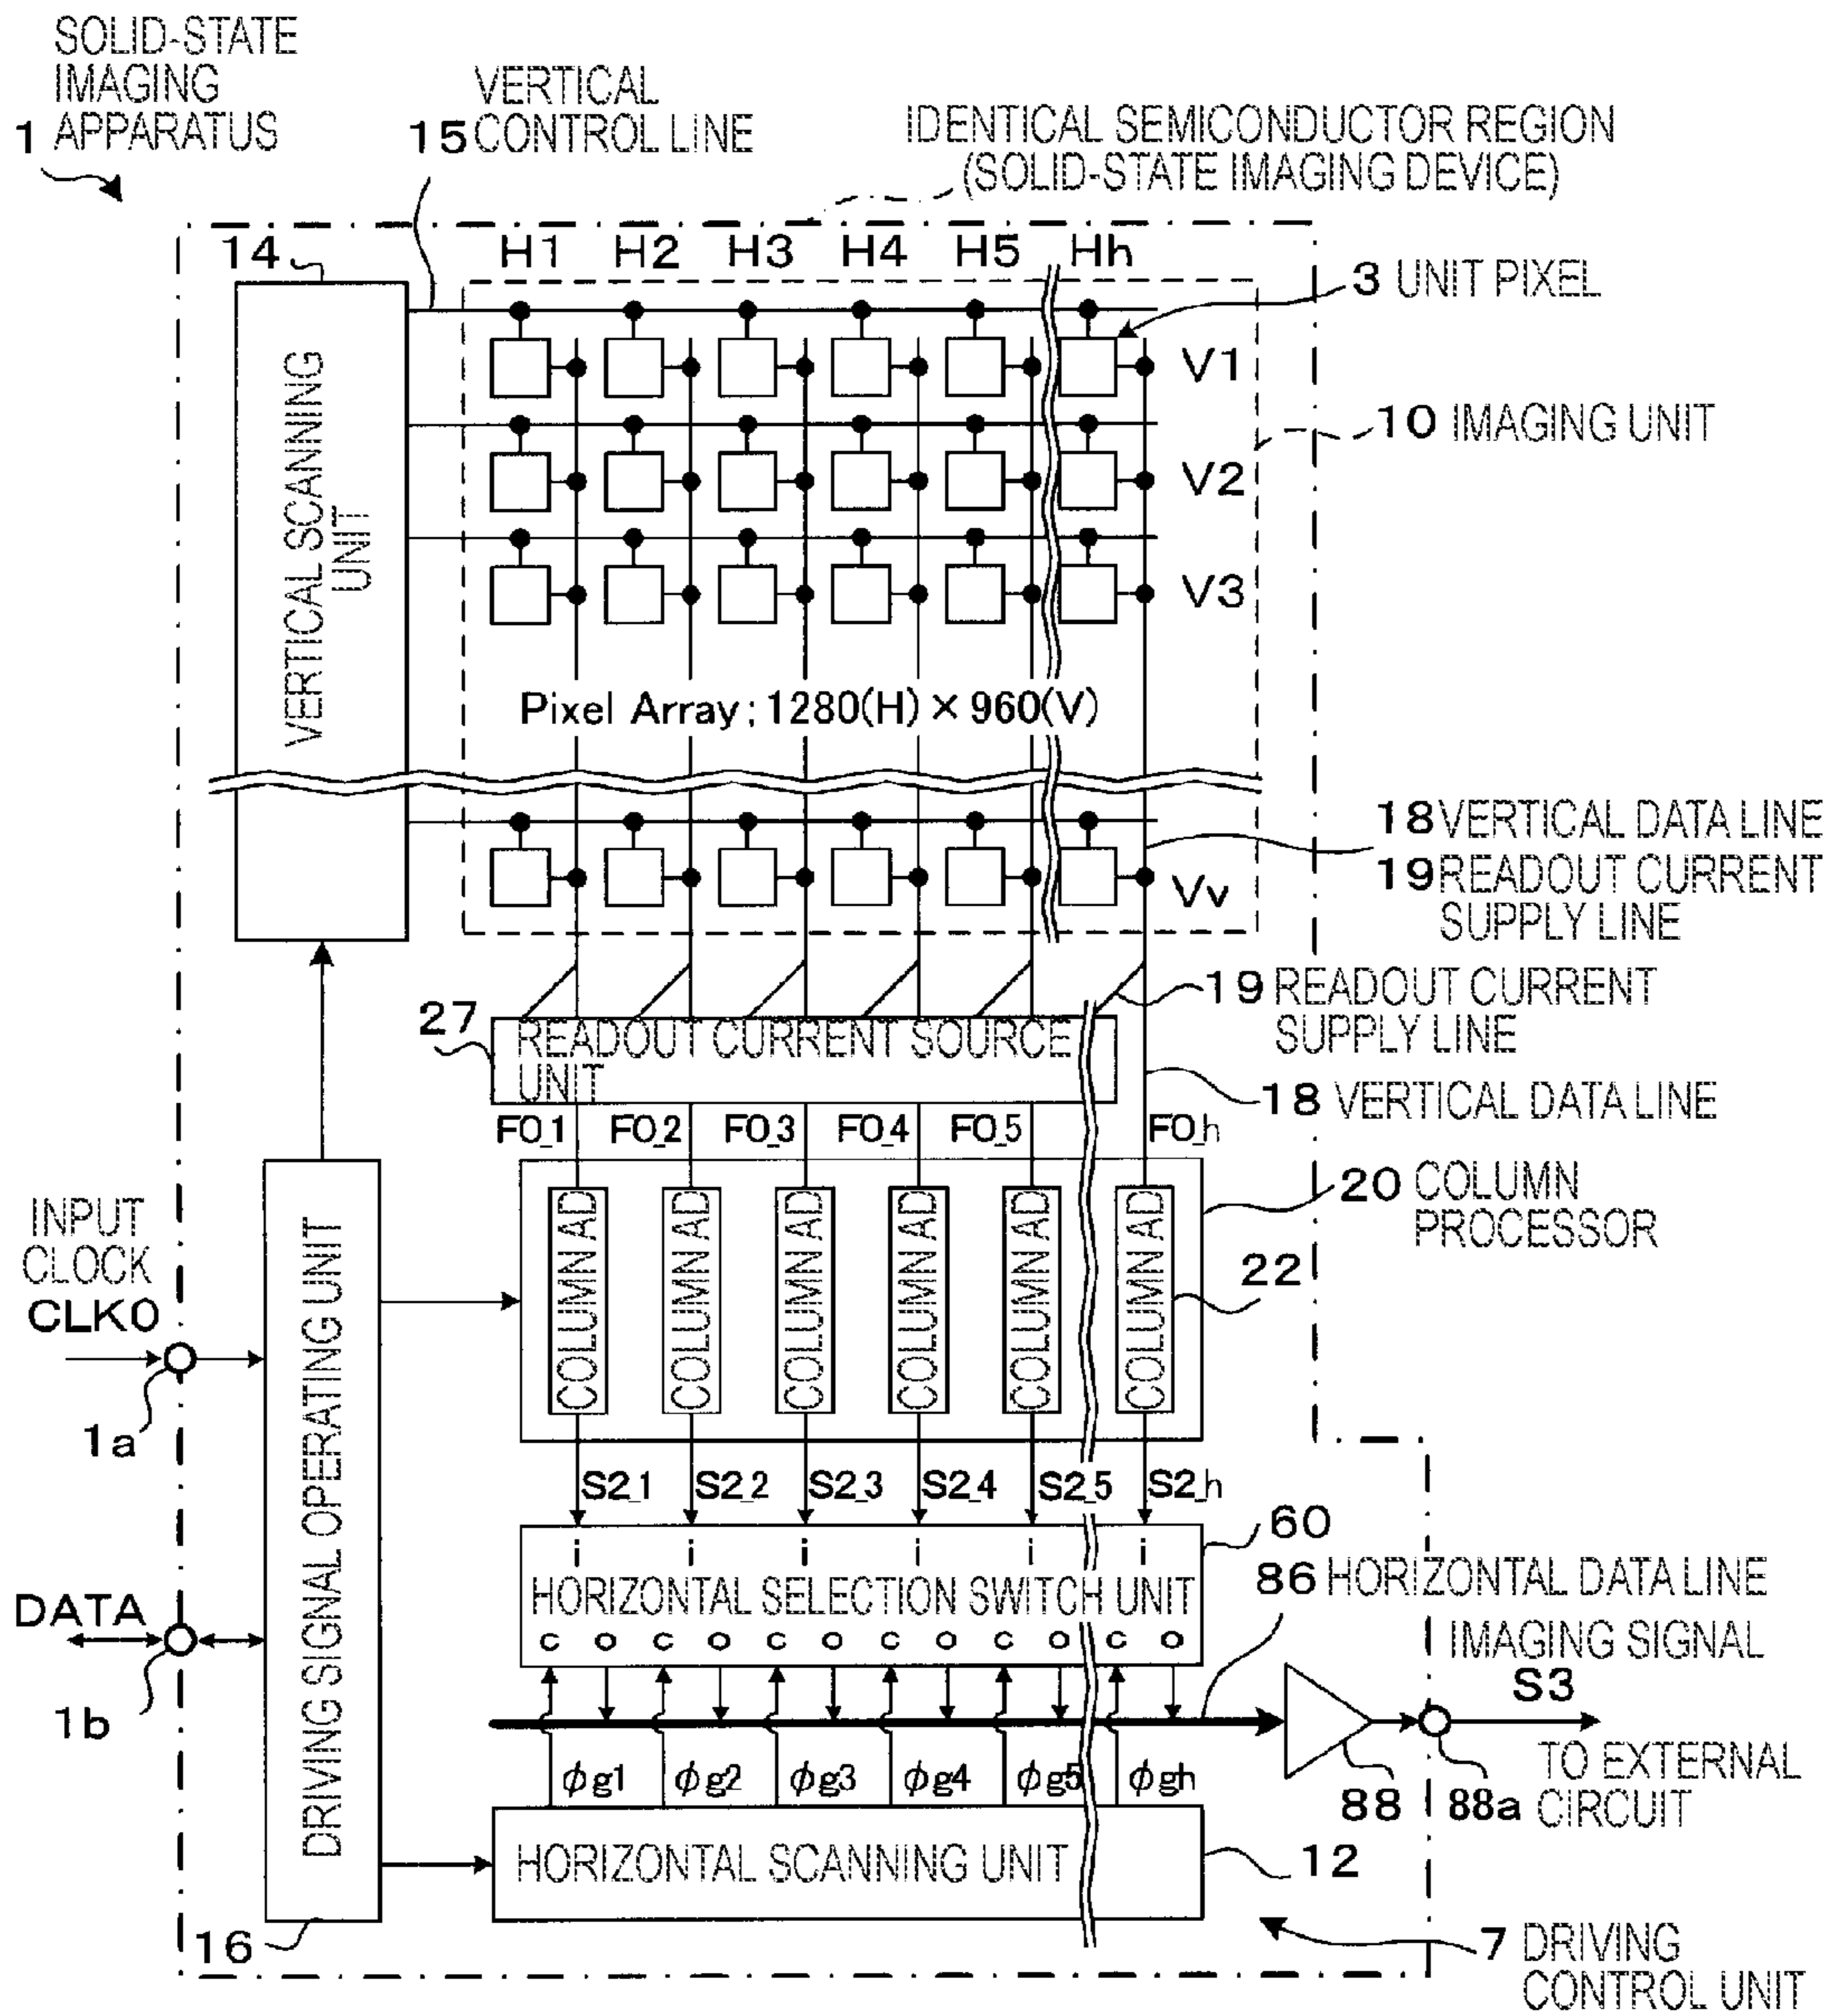 SOLID-STATE
IMAGING
1 APPARATUS
VERTICAL
15 CONTROL LINE
IDENTICAL SEMICONDUCTOR REGION
(SOLID-STATE IMAGING DEVICE)
14
H1 H2 H3 H4 H5 Hh
3 UNIT PIXEL
V1
10 IMAGING UNIT
V2
V3
VERTICAL SCANNING
UNIT
Pixel Array; 1280(H) × 960(V)
18 VERTICAL DATA LINE
19 READOUT CURRENT
SUPPLY LINE
Vv
19 READOUT CURRENT
SUPPLY LINE
27
READOUT CURRENT SOURCE
UNIT
18 VERTICAL DATA LINE
F0_1 F0_2 F0_3 F0_4 F0_5 F0_h
20 COLUMN
PROCESSOR
22
COLUMN AD COLUMN AD COLUMN AD COLUMN AD COLUMN AD COLUMN AD
INPUT
CLOCK
CLK0
1a
DRIVING SIGNAL OPERATING UNIT
S2_1 S2_2 S2_3 S2_4 S2_5 S2_h
60
i i i i i i
HORIZONTAL SELECTION SWITCH UNIT
c o c o c o c o c o c o
86 HORIZONTAL DATA LINE
IMAGING SIGNAL
S3
DATA
1b
TO EXTERNAL
CIRCUIT
88
88a
ϕg1 ϕg2 ϕg3 ϕg4 ϕg5 ϕgh
HORIZONTAL SCANNING UNIT
12
16
7 DRIVING
CONTROL UNIT